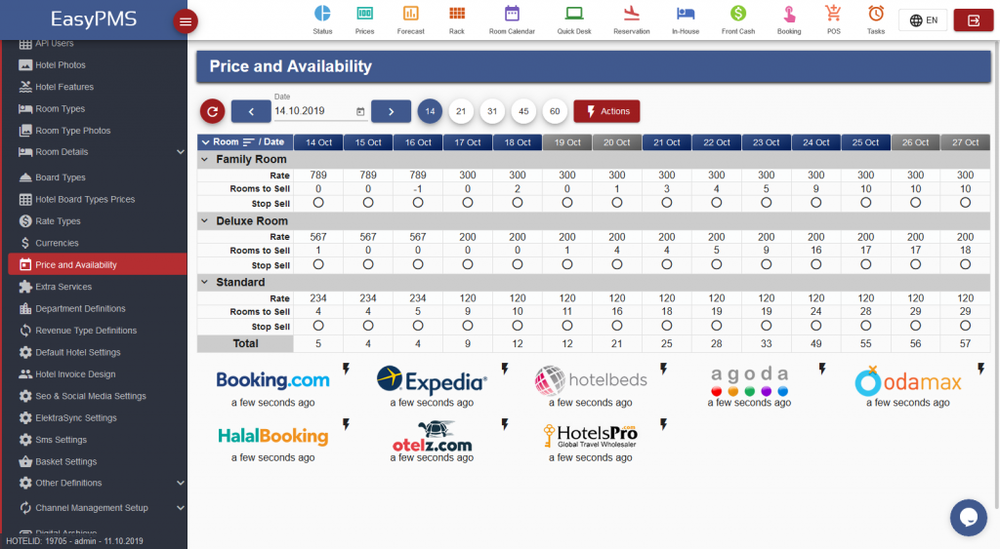 EasyPMS
Status
Prices
Forecast
Rack
Room Calendar
Quick Desk
Reservation
In-House
Front Cash
Booking
POS
Tasks
EN
API Users
Hotel Photos
Hotel Features
Room Types
Room Type Photos
Room Details
Board Types
Hotel Board Types Prices
Rate Types
Currencies
Price and Availability
Extra Services
Department Definitions
Revenue Type Definitions
Default Hotel Settings
Hotel Invoice Design
Seo & Social Media Settings
ElektraSync Settings
Sms Settings
Basket Settings
Other Definitions
Channel Management Setup
Digital Archieve
HOTELID: 19705 - admin - 11.10.2019
Price and Availability
Date
14.10.2019
14 21 31 45 60
Actions
Room / Date 14 Oct 15 Oct 16 Oct 17 Oct 18 Oct 19 Oct 20 Oct 21 Oct 22 Oct 23 Oct 24 Oct 25 Oct 26 Oct 27 Oct
Family Room
Rate 789 789 789 300 300 300 300 300 300 300 300 300 300 300
Rooms to Sell 0 0 -1 0 2 0 1 3 4 5 9 10 10 10
Stop Sell
Deluxe Room
Rate 567 567 567 200 200 200 200 200 200 200 200 200 200 200
Rooms to Sell 1 0 0 0 0 1 4 4 5 9 16 17 17 18
Stop Sell
Standard
Rate 234 234 234 120 120 120 120 120 120 120 120 120 120 120
Rooms to Sell 4 4 5 9 10 11 16 18 19 19 24 28 29 29
Stop Sell
Total 5 4 4 9 12 12 21 25 28 33 49 55 56 57
Booking.com
a few seconds ago
Expedia
a few seconds ago
hotelbeds
a few seconds ago
agoda
a few seconds ago
odamax
a few seconds ago
HalalBooking
a few seconds ago
otelz.com
a few seconds ago
HotelsPro.com
Global Travel Wholesaler
a few seconds ago